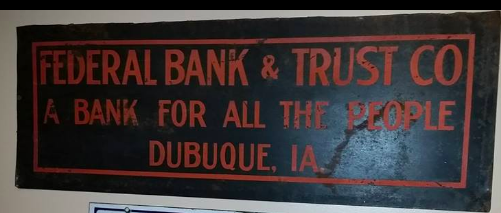 FEDERAL BANK & TRUST CO
A BANK FOR ALL THE PEOPLE
DUBUQUE, IA.